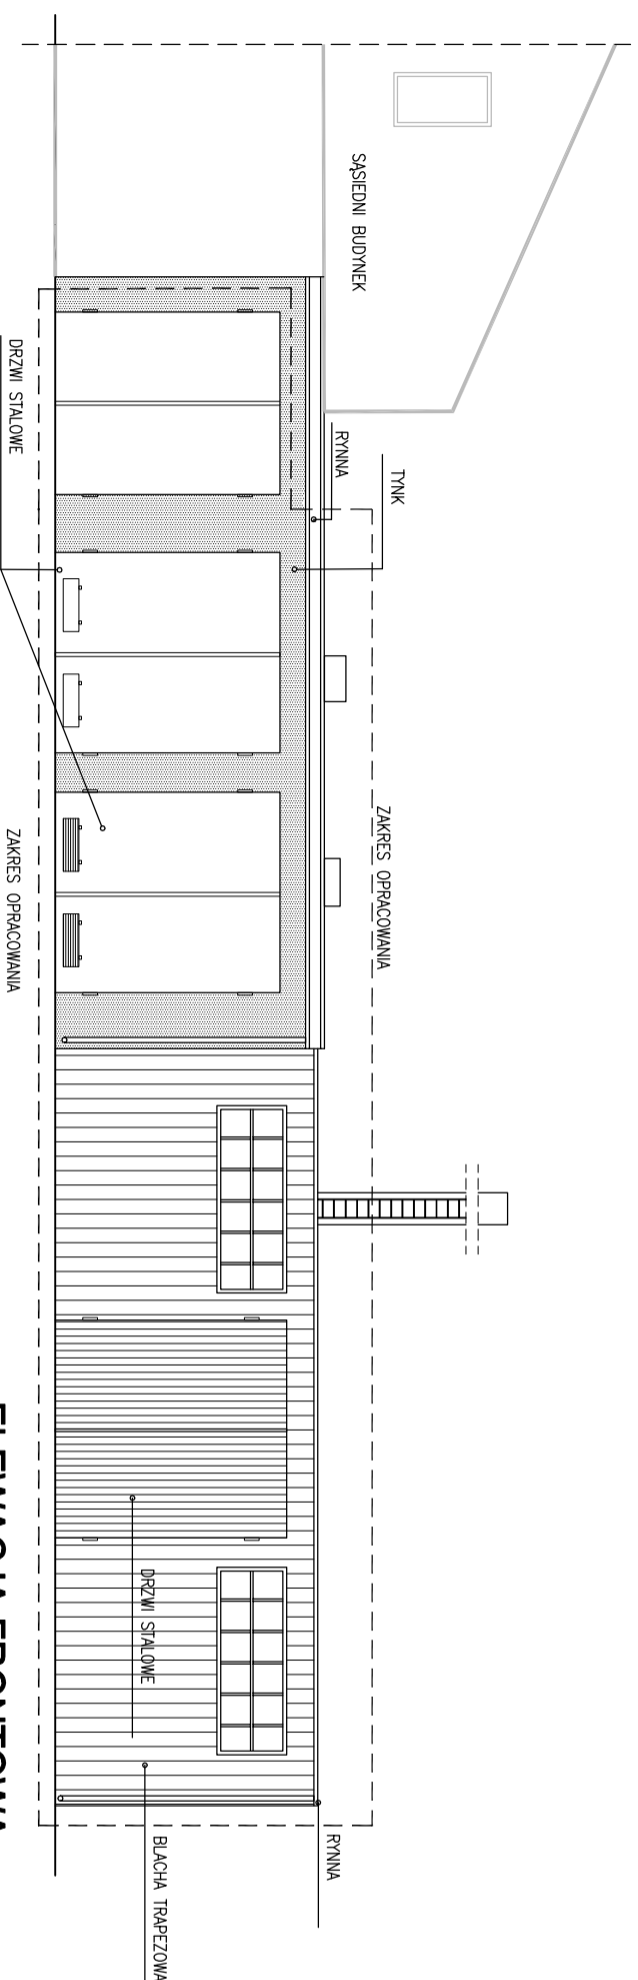 SĄSIEDNI BUDYNEK
RYNNA
TYNK
DRZWI STALOWE
ZAKRES OPRACOWANIA
ZAKRES OPRACOWANIA
DRZWI STALOWE
RYNNA
BLACHA TRAPEZOWA
ELEWACJA FRONTOWA